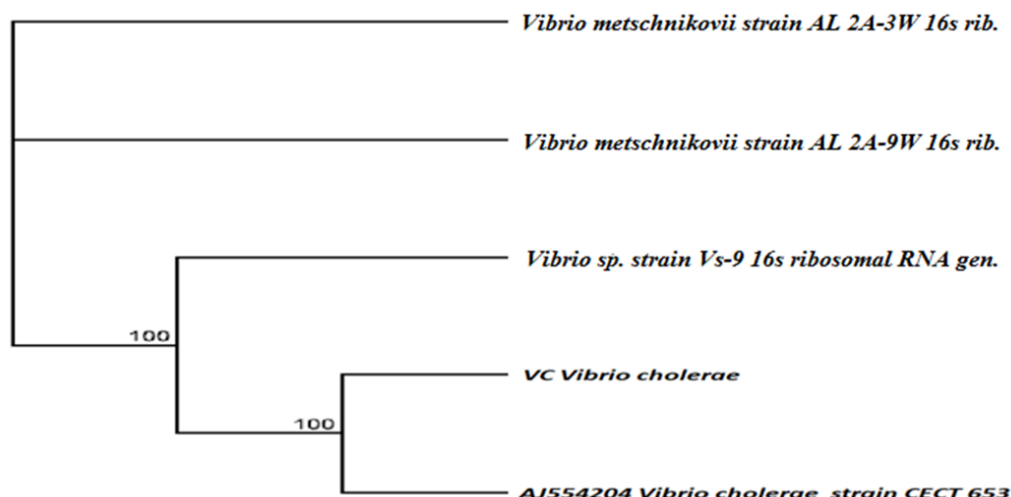 Vibrio metschnikovii strain AL 2A-3W 16s rib.
Vibrio metschnikovii strain AL 2A-9W 16s rib.
Vibrio sp. strain Vs-9 16s ribosomal RNA gen.
100
VC Vibrio cholerae
100
AJ554204 Vibrio cholerae strain CECT 653